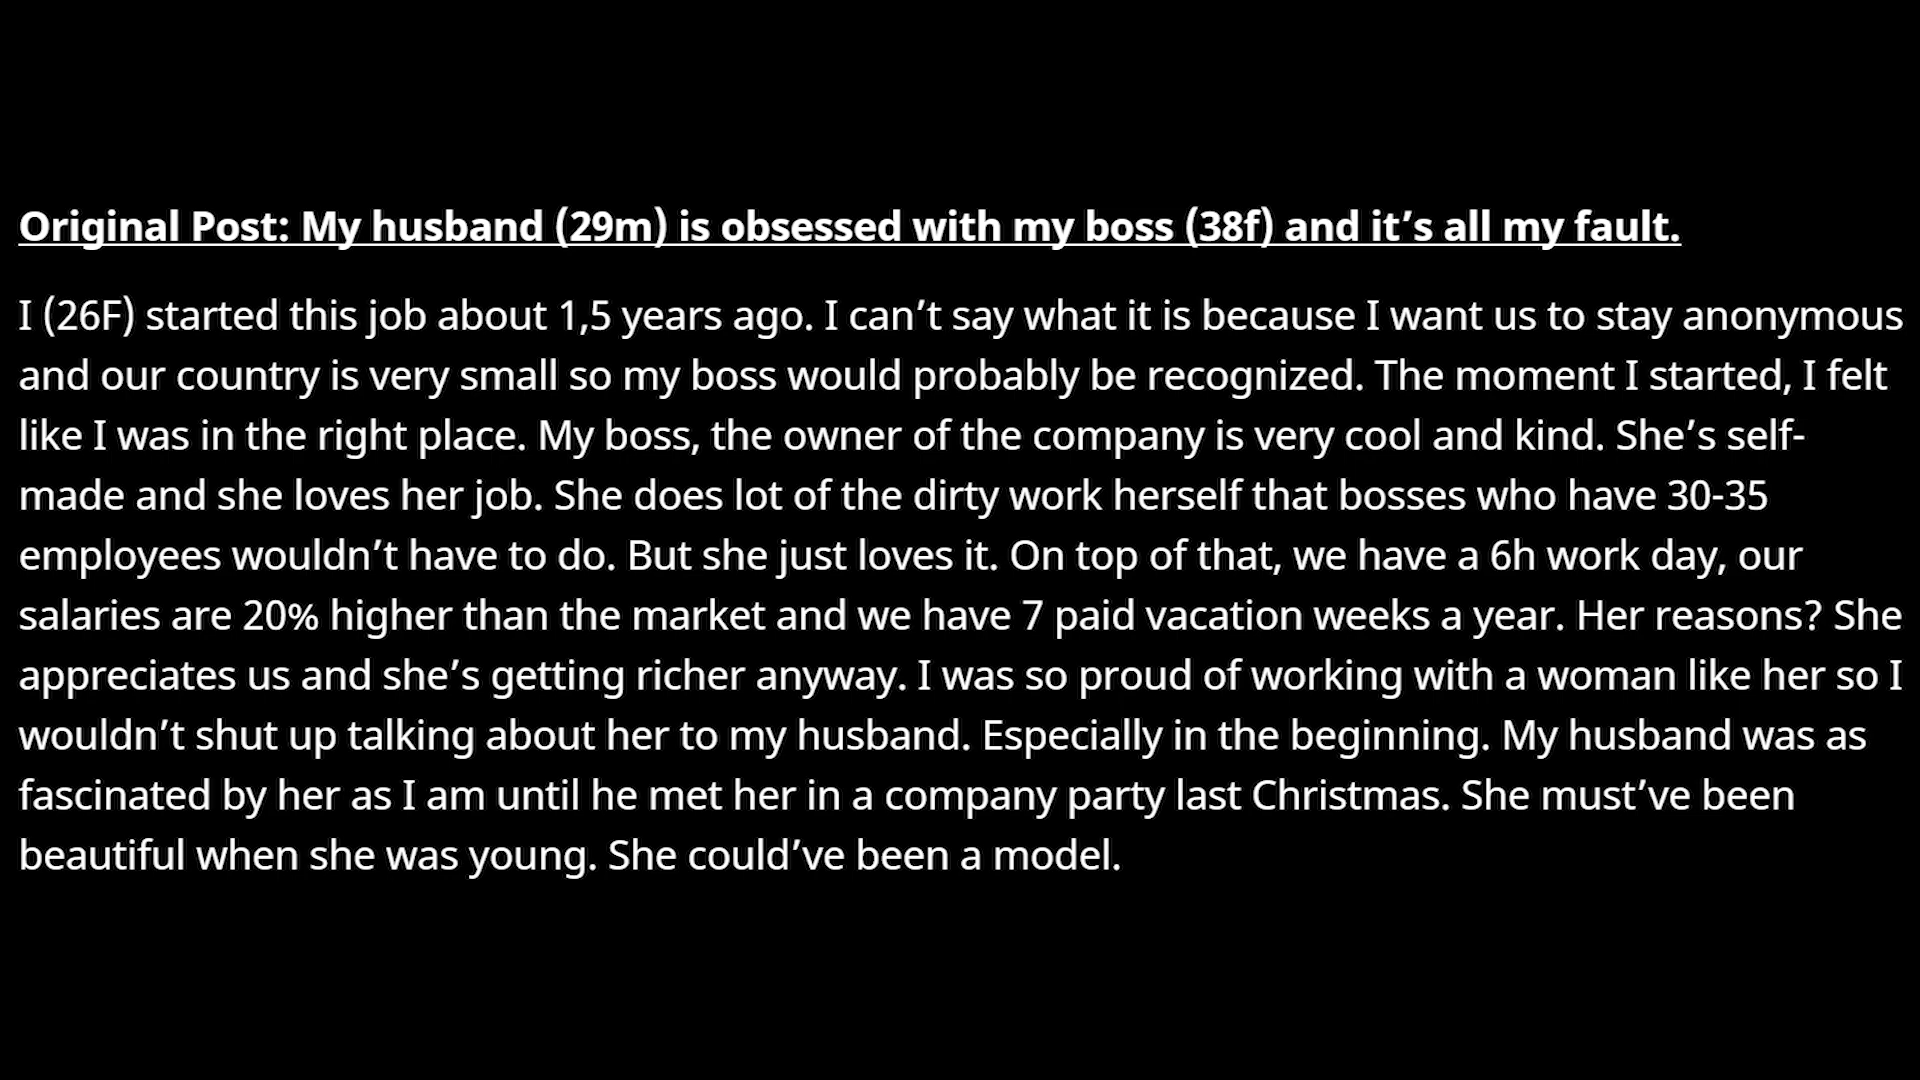 Original Post: My husband (29m) is obsessed with my boss (38f) and it’s all my fault.
I (26F) started this job about 1,5 years ago. I can’t say what it is because I want us to stay anonymous
and our country is very small so my boss would probably be recognized. The moment I started, I felt
like I was in the right place. My boss, the owner of the company is very cool and kind. She’s self-
made and she loves her job. She does lot of the dirty work herself that bosses who have 30-35
employees wouldn’t have to do. But she just loves it. On top of that, we have a 6h work day, our
salaries are 20% higher than the market and we have 7 paid vacation weeks a year. Her reasons? She
appreciates us and she’s getting richer anyway. I was so proud of working with a woman like her so I
wouldn’t shut up talking about her to my husband. Especially in the beginning. My husband was as
fascinated by her as I am until he met her in a company party last Christmas. She must’ve been
beautiful when she was young. She could’ve been a model.